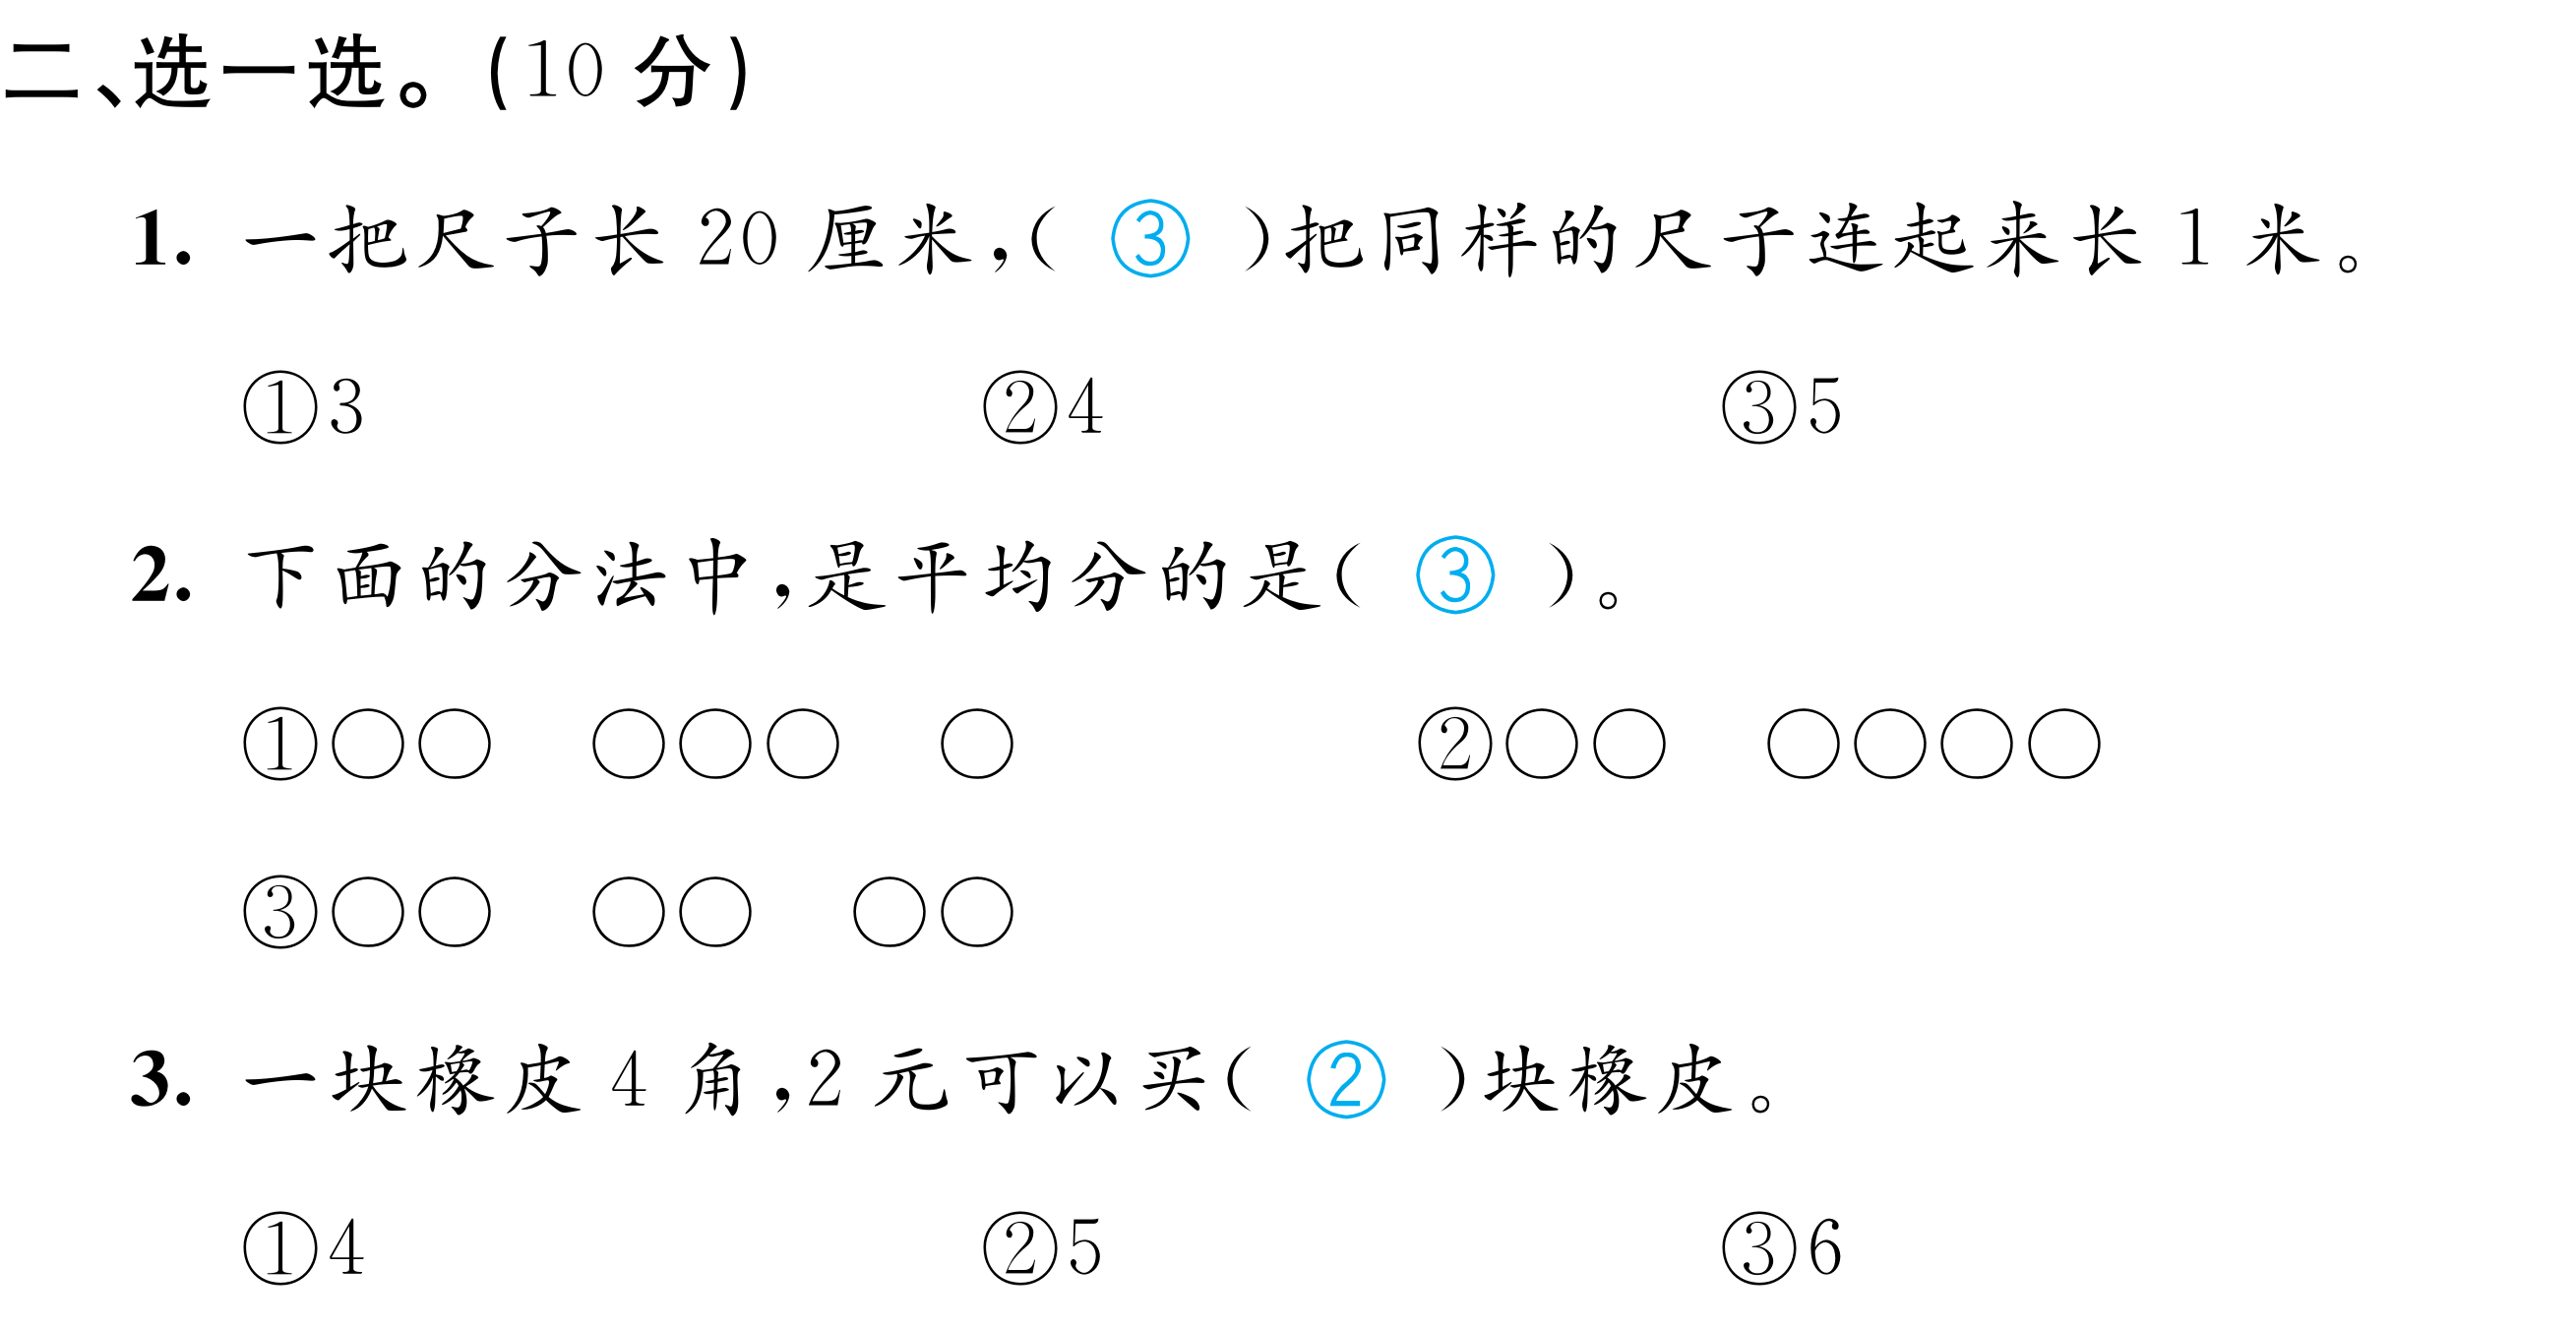 二、选一选。(10 分)
1. 一把尺子长 20 厘米,( ③ )把同样的尺子连起来长 1 米。
①3 ②4 ③5
2. 下面的分法中,是平均分的是( ③ )。
①○○ ○○○ ○ ②○○ ○○○○
③○○ ○○ ○○
3. 一块橡皮 4 角,2 元可以买( ② )块橡皮。
①4 ②5 ③6